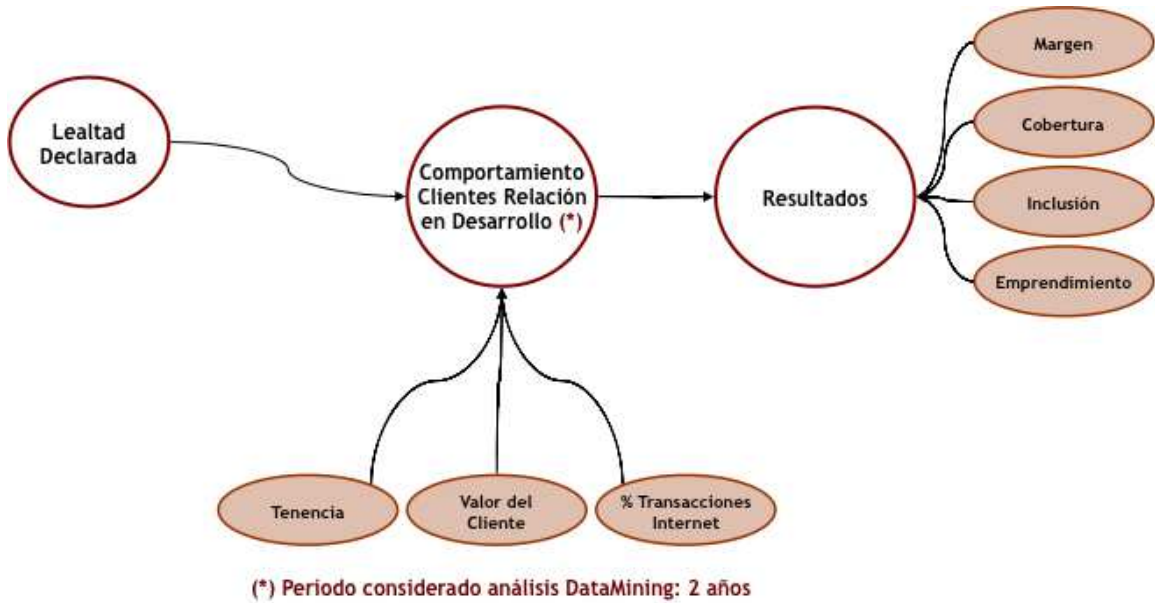 Margen
Lealtad
Declarada
Cobertura
Comportamiento
Clientes Relación
en Desarrollo (*)
Resultados
Inclusión
Emprendimiento
Tenencia
Valor del
Cliente
% Transacciones
Internet
(*) Periodo considerado análisis DataMining: 2 años